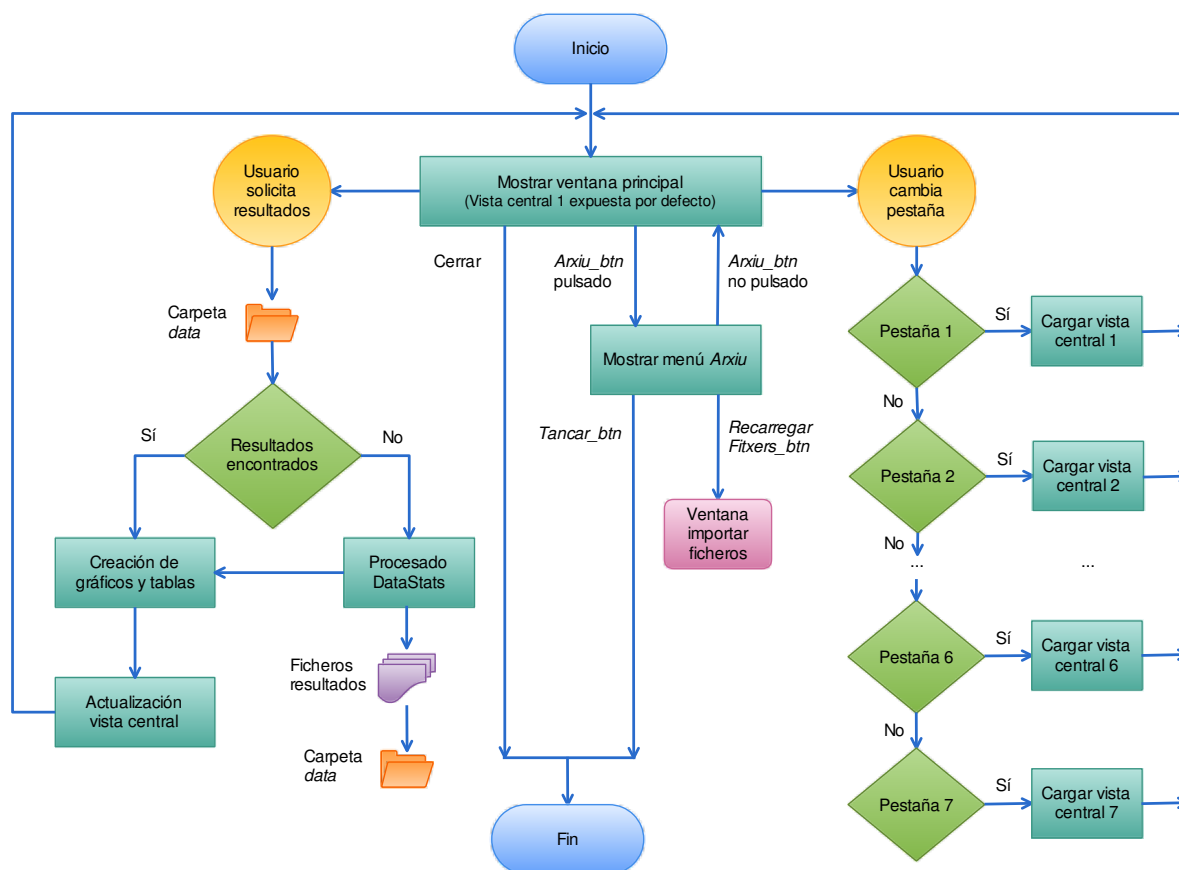 Inicio
Usuario
solicita
resultados
Mostrar ventana principal
(Vista central 1 expuesta por defecto)
Usuario
cambia
pestaña
Cerrar
Arxiu_btn
pulsado
Arxiu_btn
no pulsado
Carpeta
data
Mostrar menú Arxiu
Pestaña 1
Sí
Cargar vista
central 1
No
Sí
Resultados
encontrados
No
Tancar_btn
Recarregar
Fitxers_btn
Pestaña 2
Sí
Cargar vista
central 2
Ventana
importar
ficheros
No
...
...
Creación de
gráficos y tablas
Procesado
DataStats
Pestaña 6
Sí
Cargar vista
central 6
Ficheros
resultados
No
Actualización
vista central
Carpeta
data
Pestaña 7
Sí
Cargar vista
central 7
Fin